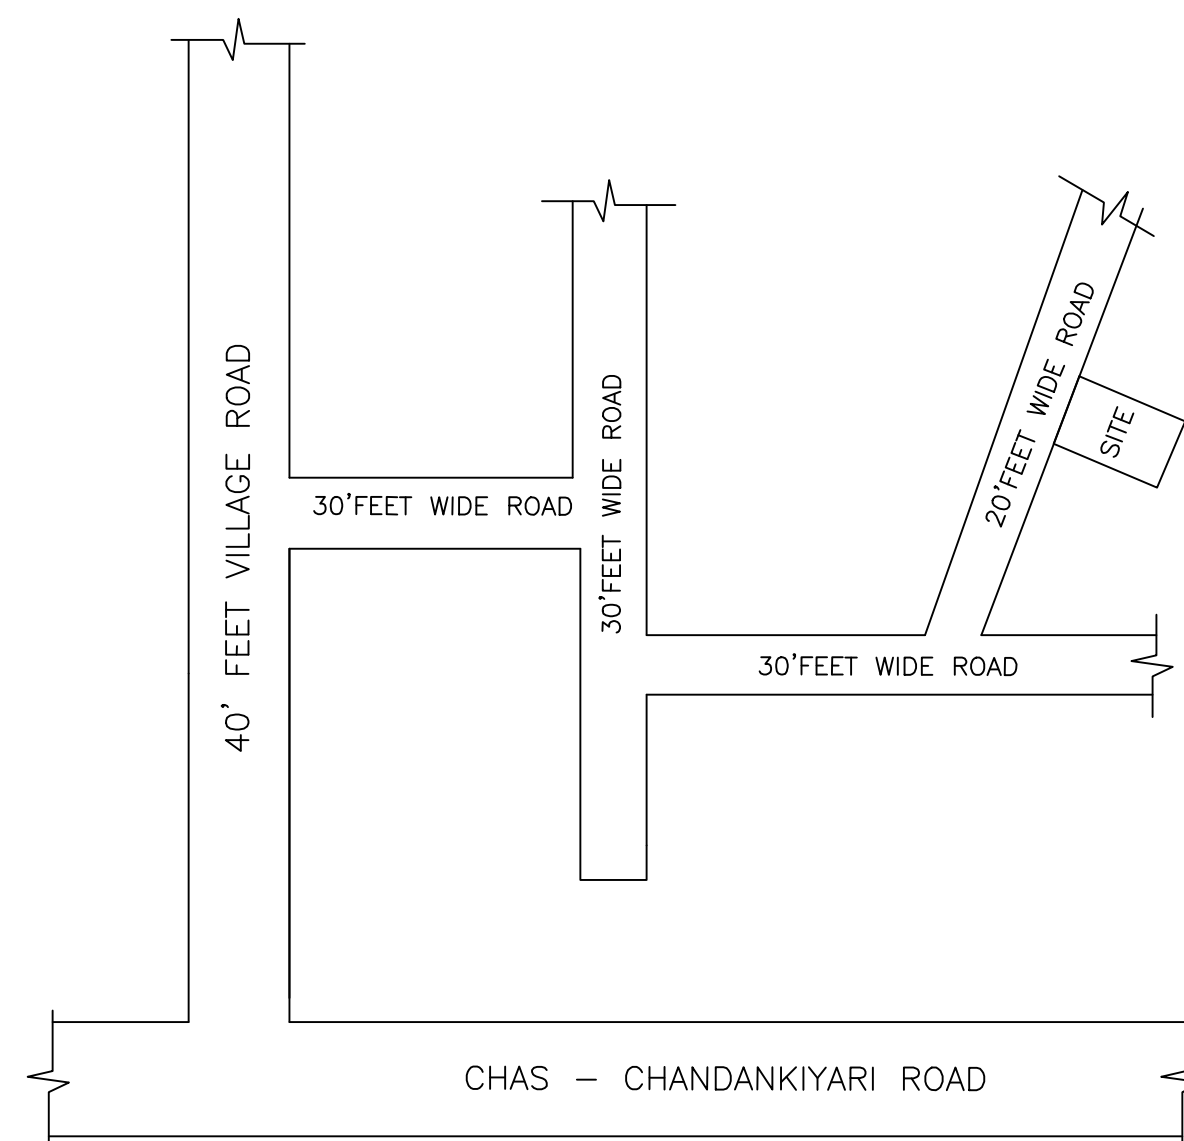 40' FEET VILLAGE ROAD
30'FEET WIDE ROAD
30'FEET WIDE ROAD
20'FEET WIDE ROAD
SITE
30'FEET WIDE ROAD
CHAS – CHANDANKIYARI ROAD